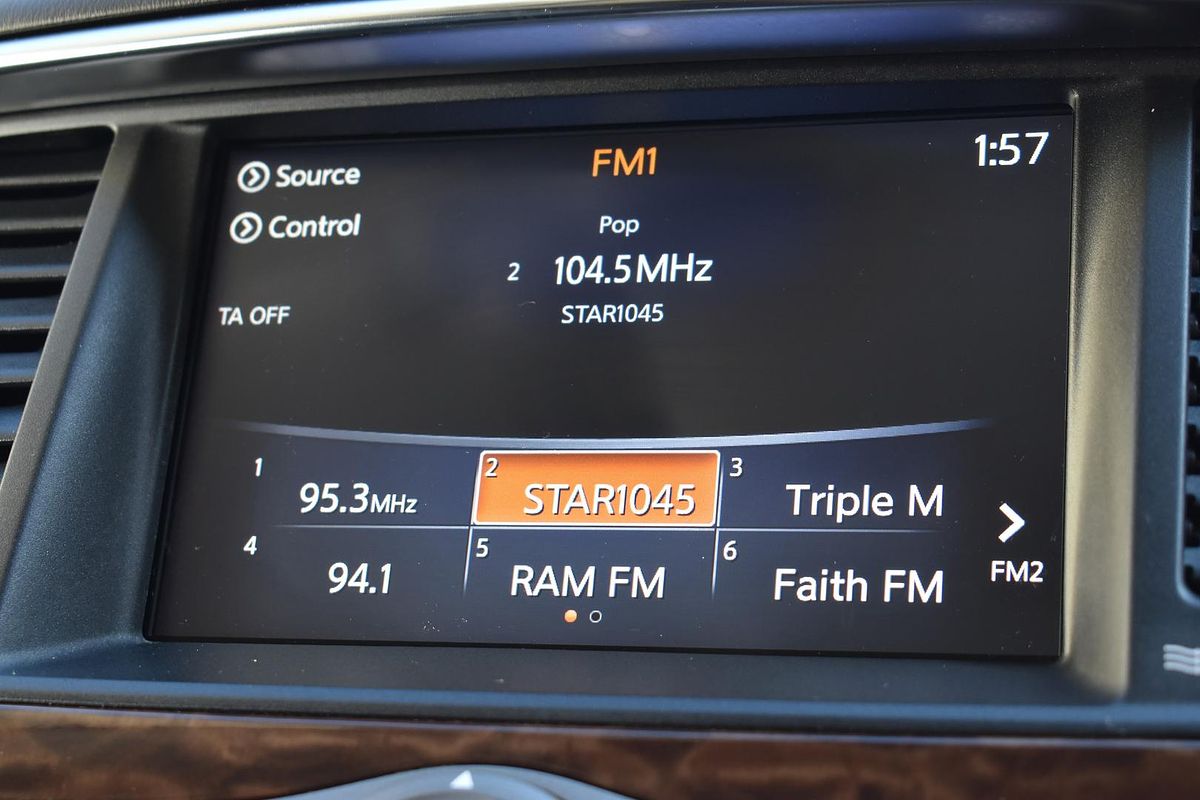 Source
FM1
1:57
Control
Pop
2 104.5MHz
TA OFF
STAR1045
1 95.3MHz
2 STAR1045
3 Triple M
4 94.1
5 RAM FM
6 Faith FM
FM2